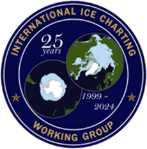 INTERNATIONAL ICE CHARTING
25
years
1999 -
2024
WORKING GROUP